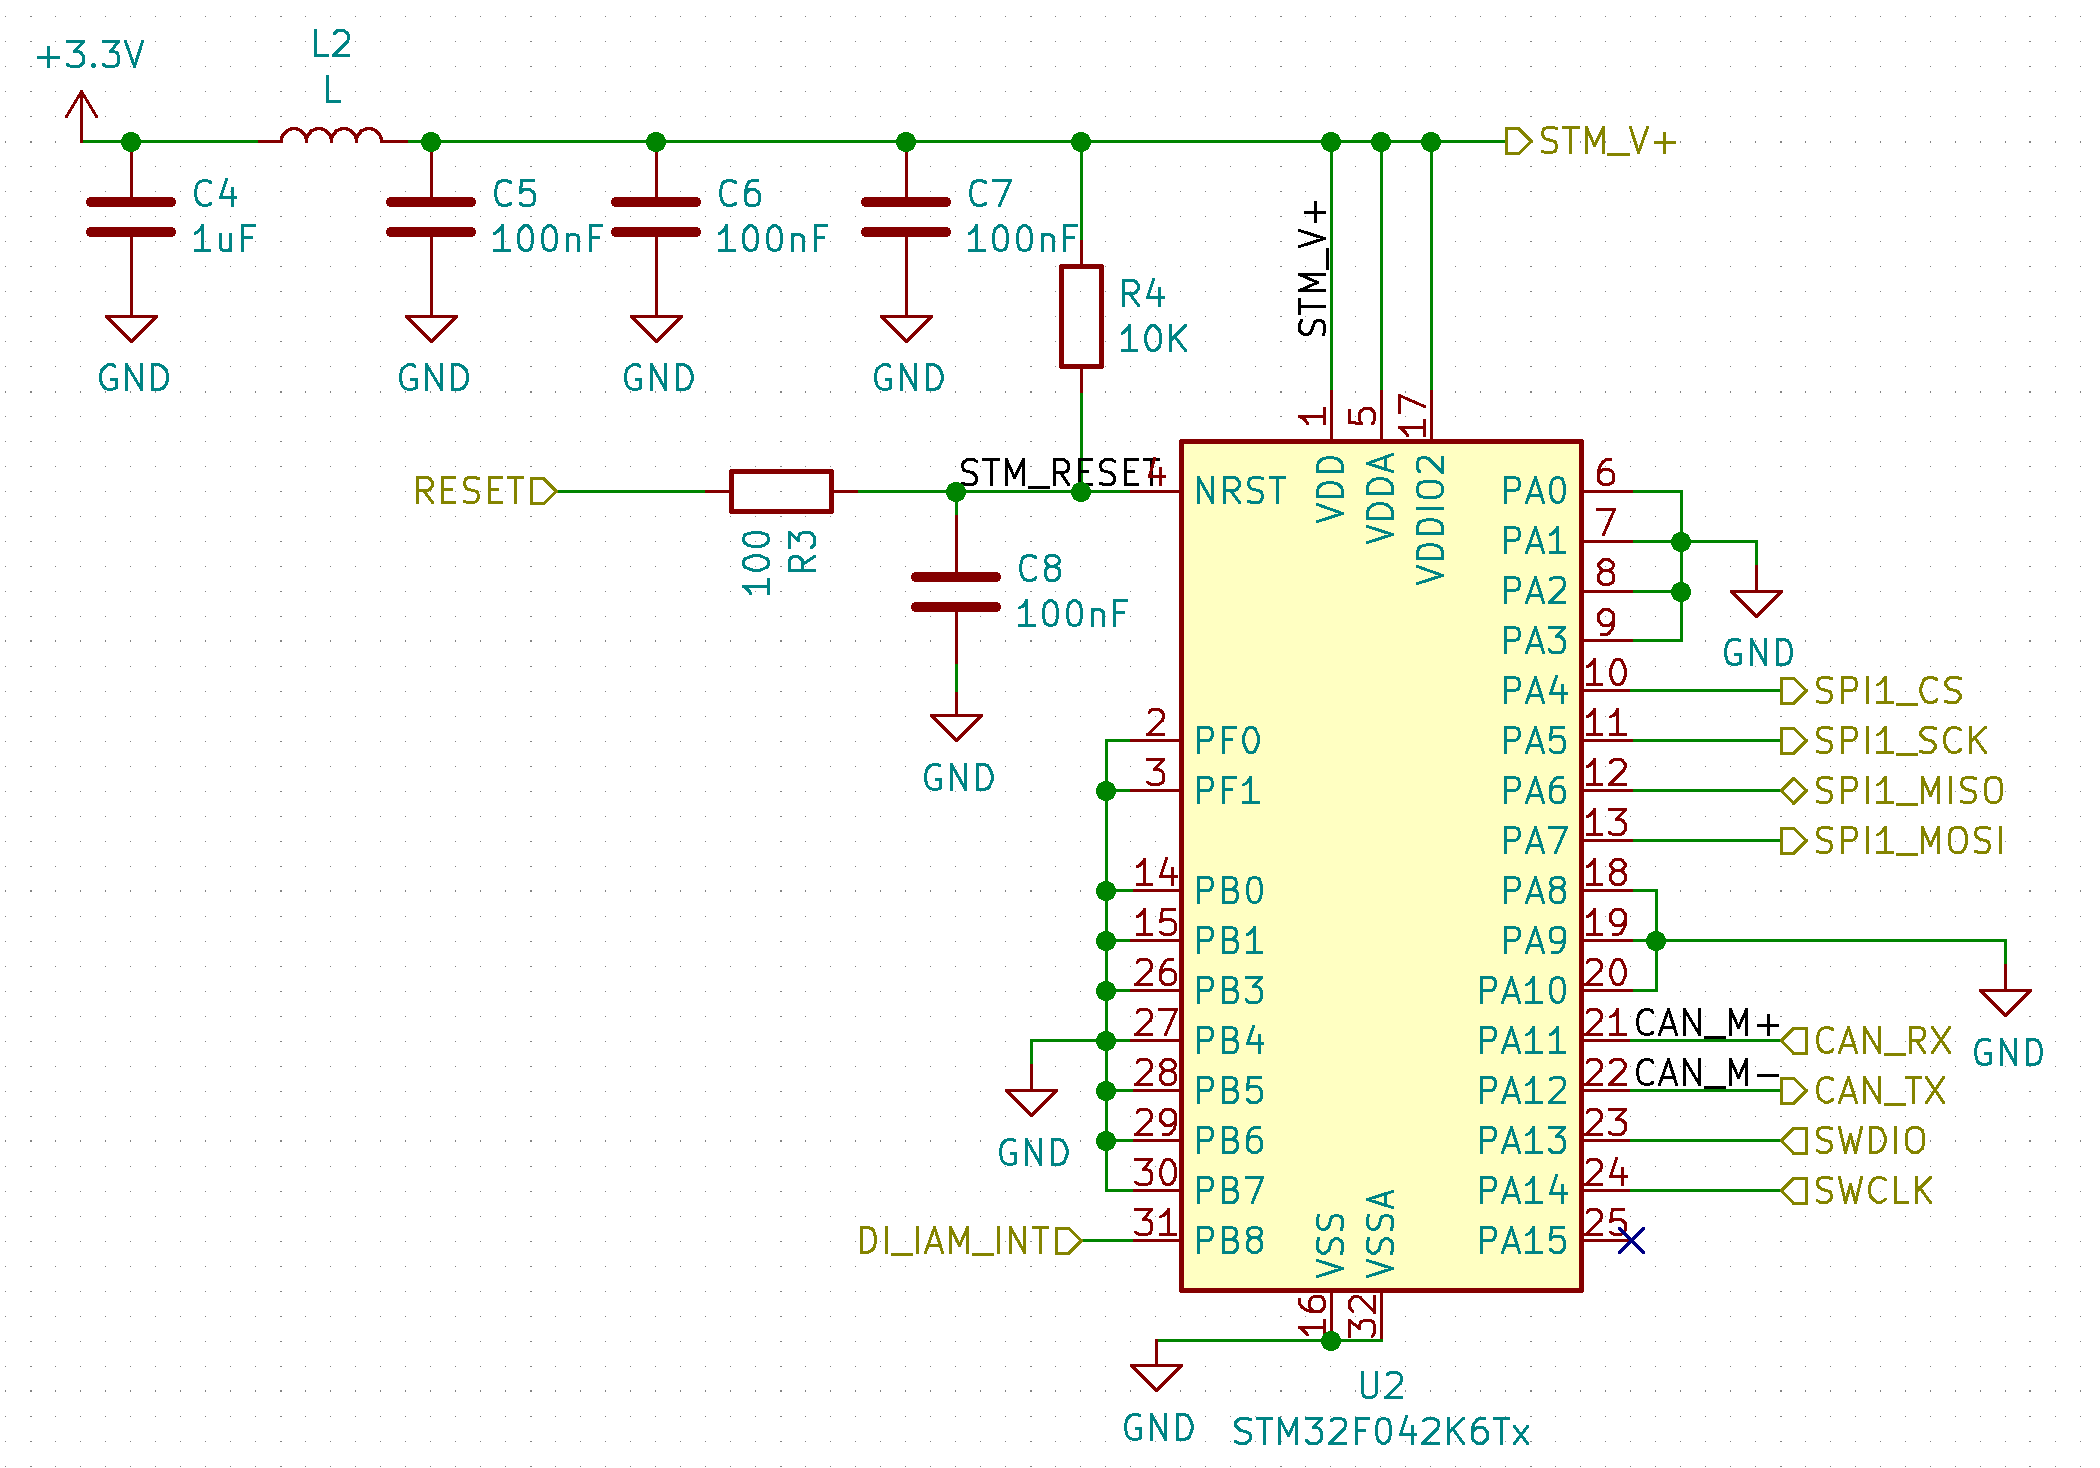 +3.3V
L2
L
C4
1uF
GND
C5
100nF
GND
C6
100nF
GND
C7
100nF
GND
R4
10K
STM_V+
STM_V+
RESET
100
R3
STM_RESET
C8
100nF
GND
1
5
17
VDD
VDDA
VDDIO2
4
NRST
2
PF0
3
PF1
14
PB0
15
PB1
26
PB3
27
PB4
28
PB5
29
PB6
30
PB7
31
PB8
GND
DI_IAM_INT
PA0
6
PA1
7
PA2
8
PA3
9
GND
PA4
10
SPI1_CS
PA5
11
SPI1_SCK
PA6
12
SPI1_MISO
PA7
13
SPI1_MOSI
PA8
18
PA9
19
PA10
20
GND
PA11
21
CAN_M+
CAN_RX
PA12
22
CAN_M-
CAN_TX
PA13
23
SWDIO
PA14
24
SWCLK
PA15
25
VSS
VSSA
16
32
GND
U2
STM32F042K6Tx